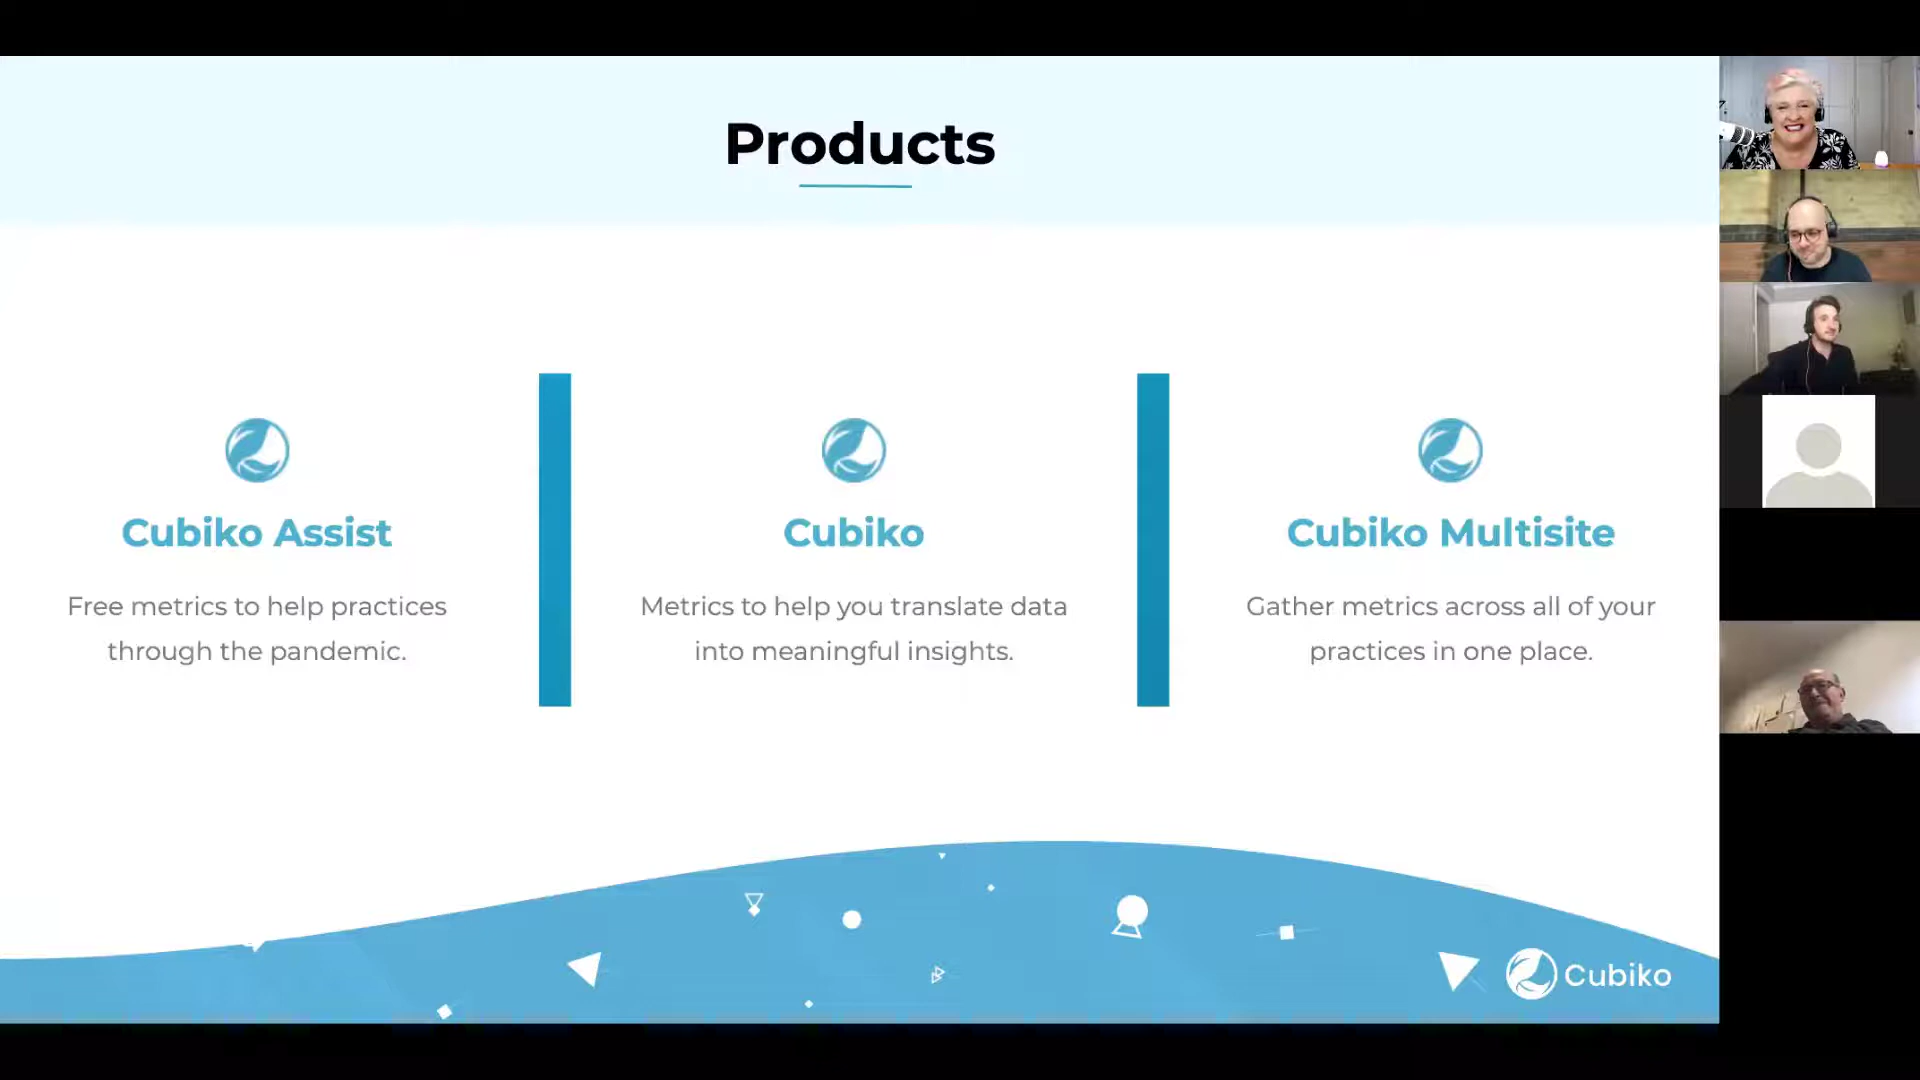 Products
Cubiko Assist
Free metrics to help practices
through the pandemic.
Cubiko
Metrics to help you translate data
into meaningful insights.
Cubiko Multisite
Gather metrics across all of your
practices in one place.
Cubiko